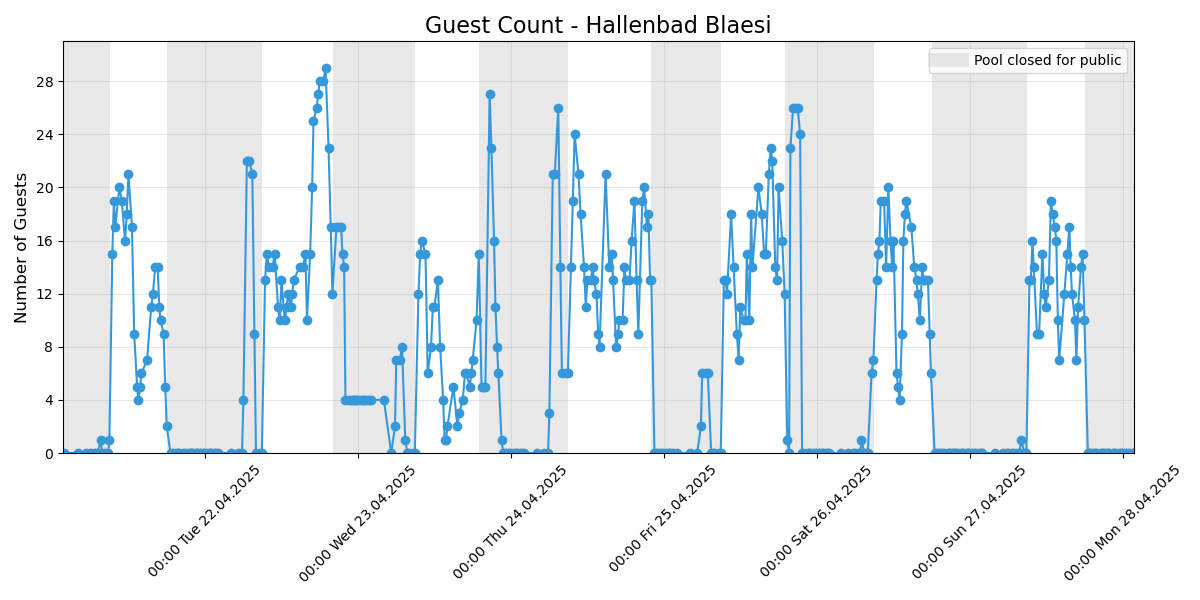 Guest Count - Hallenbad Blaesi
Pool closed for public
Number of Guests
28
24
20
16
12
8
4
0
00:00 Tue 22.04.2025
00:00 Wed 23.04.2025
00:00 Thu 24.04.2025
00:00 Fri 25.04.2025
00:00 Sat 26.04.2025
00:00 Sun 27.04.2025
00:00 Mon 28.04.2025